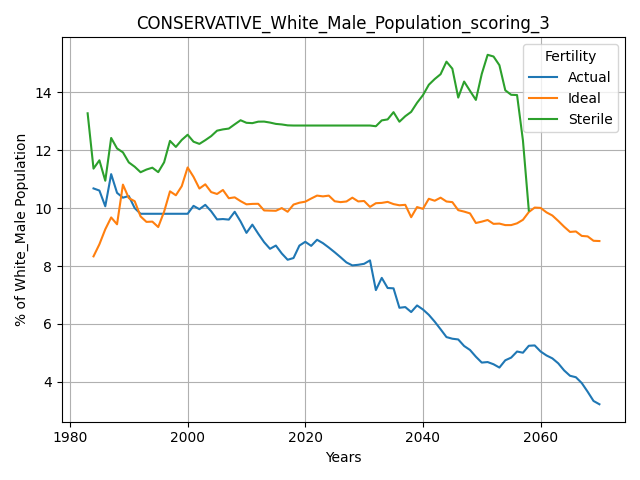 CONSERVATIVE_White_Male_Population_scoring_3
Fertility
Actual
Ideal
Sterile
% of White_Male Population
14
12
10
8
6
4
1980
2000
2020
2040
2060
Years